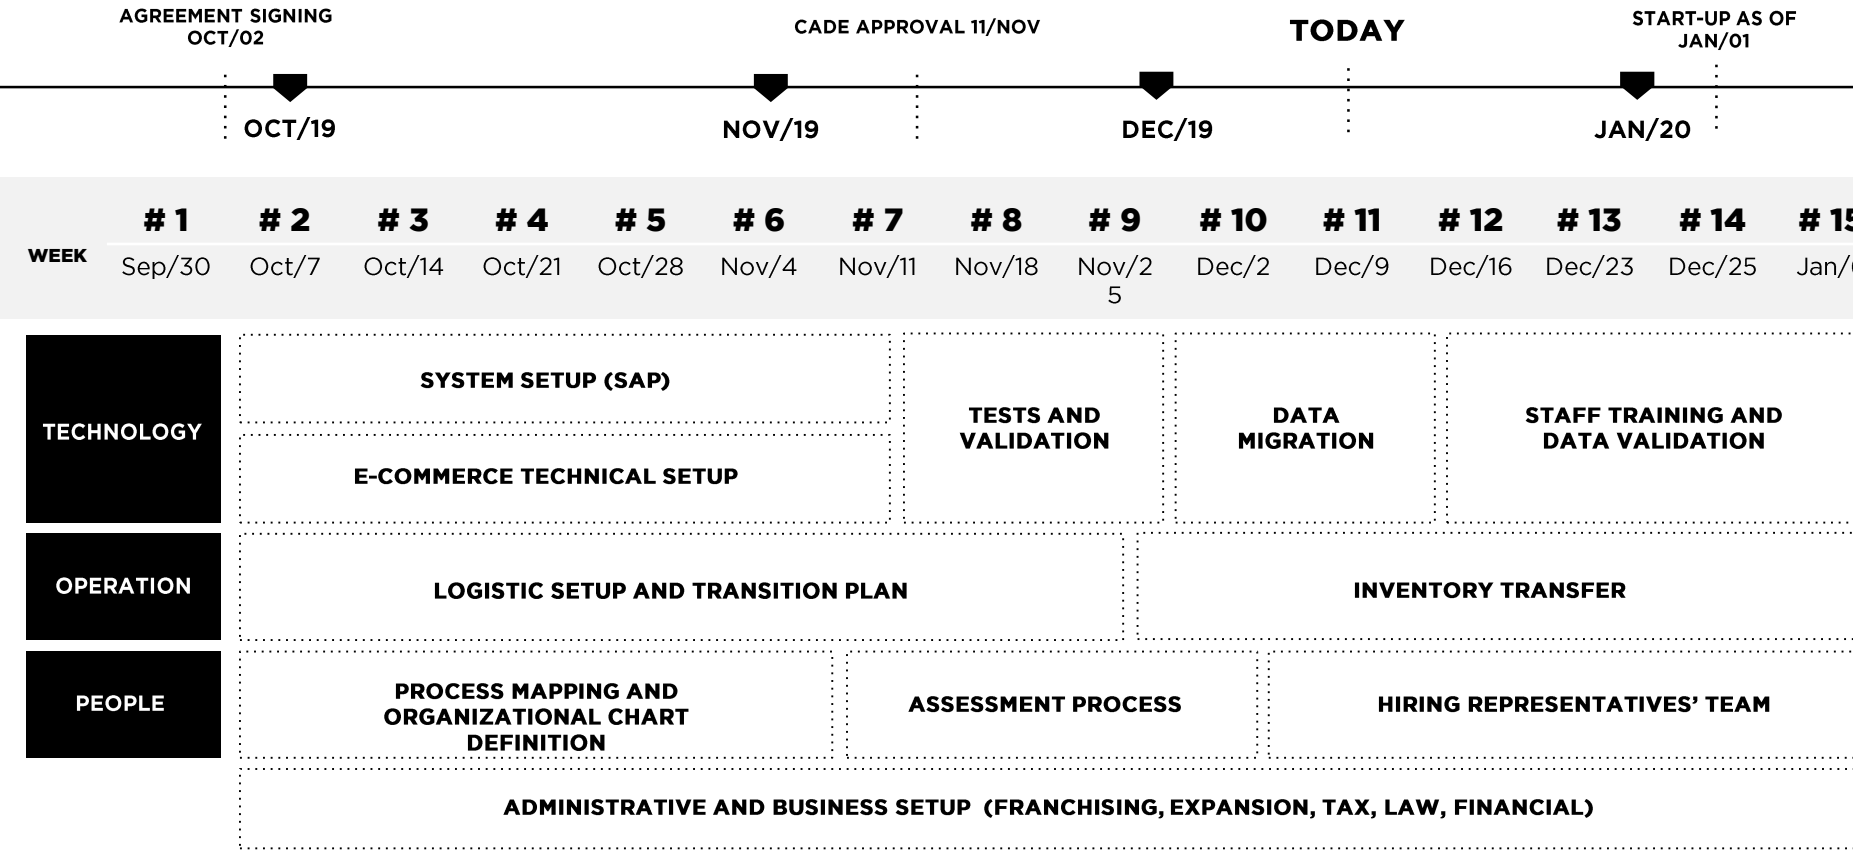 AGREEMENT SIGNING
OCT/02
CADE APPROVAL 11/NOV
TODAY
START-UP AS OF
JAN/01
OCT/19
NOV/19
DEC/19
JAN/20
WEEK
# 1
# 2
# 3
# 4
# 5
# 6
# 7
# 8
# 9
# 10
# 11
# 12
# 13
# 14
# 15
Sep/30
Oct/7
Oct/14
Oct/21
Oct/28
Nov/4
Nov/11
Nov/18
Nov/2
5
Dec/2
Dec/9
Dec/16
Dec/23
Dec/25
Jan/
TECHNOLOGY
SYSTEM SETUP (SAP)
E-COMMERCE TECHNICAL SETUP
TESTS AND
VALIDATION
DATA
MIGRATION
STAFF TRAINING AND
DATA VALIDATION
OPERATION
LOGISTIC SETUP AND TRANSITION PLAN
INVENTORY TRANSFER
PEOPLE
PROCESS MAPPING AND
ORGANIZATIONAL CHART
DEFINITION
ASSESSMENT PROCESS
HIRING REPRESENTATIVES’ TEAM
ADMINISTRATIVE AND BUSINESS SETUP (FRANCHISING, EXPANSION, TAX, LAW, FINANCIAL)